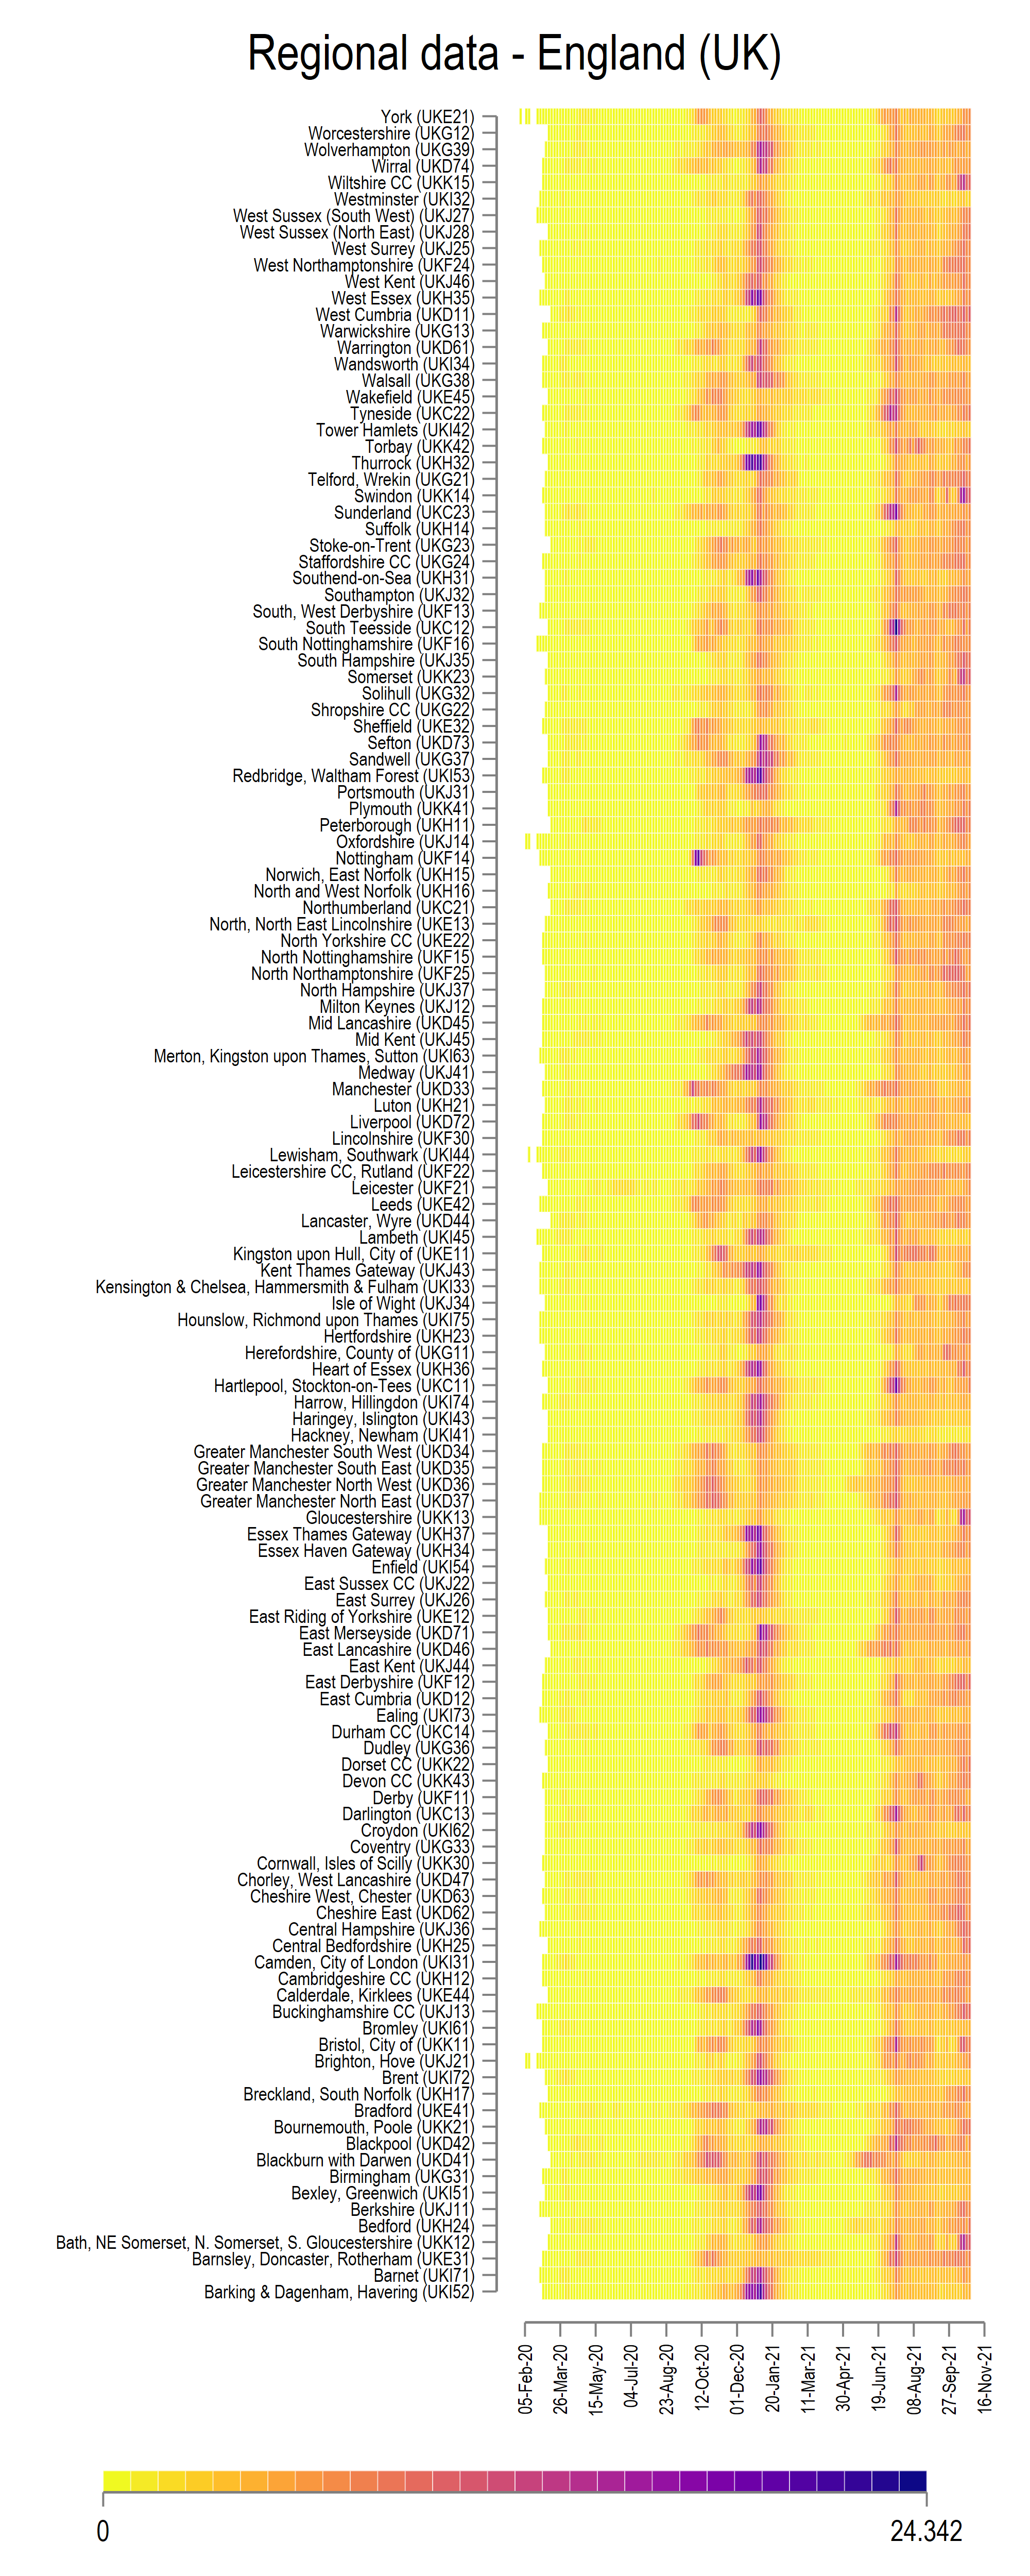 Regional data - England (UK)
York (UKE21)
Worcestershire (UKG12)
Wolverhampton (UKG39)
Wirral (UKD74)
Wiltshire CC (UKK15)
Westminster (UKI32)
West Sussex (South West) (UKJ27)
West Sussex (North East) (UKJ28)
West Surrey (UKJ25)
West Northamptonshire (UKF24)
West Kent (UKJ46)
West Essex (UKH35)
West Cumbria (UKD11)
Warwickshire (UKG13)
Warrington (UKD61)
Wandsworth (UKI34)
Walsall (UKG38)
Wakefield (UKE45)
Tyneside (UKC22)
Tower Hamlets (UKI42)
Torbay (UKK42)
Thurrock (UKH32)
Telford, Wrekin (UKG21)
Swindon (UKK14)
Sunderland (UKC23)
Suffolk (UKH14)
Stoke-on-Trent (UKG23)
Staffordshire CC (UKG24)
Southend-on-Sea (UKH31)
Southampton (UKJ32)
South, West Derbyshire (UKF13)
South Teesside (UKC12)
South Nottinghamshire (UKF16)
South Hampshire (UKJ35)
Somerset (UKK23)
Solihull (UKG32)
Shropshire CC (UKG22)
Sheffield (UKE32)
Sefton (UKD73)
Sandwell (UKG37)
Redbridge, Waltham Forest (UKI53)
Portsmouth (UKJ31)
Plymouth (UKK41)
Peterborough (UKH11)
Oxfordshire (UKJ14)
Nottingham (UKF14)
Norwich, East Norfolk (UKH15)
North and West Norfolk (UKH16)
Northumberland (UKC21)
North, North East Lincolnshire (UKE13)
North Yorkshire CC (UKE22)
North Nottinghamshire (UKF15)
North Northamptonshire (UKF25)
North Hampshire (UKJ37)
Milton Keynes (UKJ12)
Mid Lancashire (UKD45)
Mid Kent (UKJ45)
Merton, Kingston upon Thames, Sutton (UKI63)
Medway (UKJ41)
Manchester (UKD33)
Luton (UKH21)
Liverpool (UKD72)
Lincolnshire (UKF30)
Lewisham, Southwark (UKI44)
Leicestershire CC, Rutland (UKF22)
Leicester (UKF21)
Leeds (UKE42)
Lancaster, Wyre (UKD44)
Lambeth (UKI45)
Kingston upon Hull, City of (UKE11)
Kent Thames Gateway (UKJ43)
Kensington & Chelsea, Hammersmith & Fulham (UKI33)
Isle of Wight (UKJ34)
Hounslow, Richmond upon Thames (UKI75)
Hertfordshire (UKH23)
Herefordshire, County of (UKG11)
Heart of Essex (UKH36)
Hartlepool, Stockton-on-Tees (UKC11)
Harrow, Hillingdon (UKI74)
Haringey, Islington (UKI43)
Hackney, Newham (UKI41)
Greater Manchester South West (UKD34)
Greater Manchester South East (UKD35)
Greater Manchester North West (UKD36)
Greater Manchester North East (UKD37)
Gloucestershire (UKK13)
Essex Thames Gateway (UKH37)
Essex Haven Gateway (UKH34)
Enfield (UKI54)
East Sussex CC (UKJ22)
East Surrey (UKJ26)
East Riding of Yorkshire (UKE12)
East Merseyside (UKD71)
East Lancashire (UKD46)
East Kent (UKJ44)
East Derbyshire (UKF12)
East Cumbria (UKD12)
Ealing (UKI73)
Durham CC (UKC14)
Dudley (UKG36)
Dorset CC (UKK22)
Devon CC (UKK43)
Derby (UKF11)
Darlington (UKC13)
Croydon (UKI62)
Coventry (UKG33)
Cornwall, Isles of Scilly (UKK30)
Chorley, West Lancashire (UKD47)
Cheshire West, Chester (UKD63)
Cheshire East (UKD62)
Central Hampshire (UKJ36)
Central Bedfordshire (UKH25)
Camden, City of London (UKI31)
Cambridgeshire CC (UKH12)
Calderdale, Kirklees (UKE44)
Buckinghamshire CC (UKJ13)
Bromley (UKI61)
Bristol, City of (UKK11)
Brighton, Hove (UKJ21)
Brent (UKI72)
Breckland, South Norfolk (UKH17)
Bradford (UKE41)
Bournemouth, Poole (UKK21)
Blackpool (UKD42)
Blackburn with Darwen (UKD41)
Birmingham (UKG31)
Bexley, Greenwich (UKI51)
Berkshire (UKJ11)
Bedford (UKH24)
Bath, NE Somerset, N. Somerset, S. Gloucestershire (UKK12)
Barnsley, Doncaster, Rotherham (UKE31)
Barnet (UKI71)
Barking & Dagenham, Havering (UKI52)
05-Feb-20
26-Mar-20
15-May-20
04-Jul-20
23-Aug-20
12-Oct-20
01-Dec-20
20-Jan-21
11-Mar-21
30-Apr-21
19-Jun-21
08-Aug-21
27-Sep-21
16-Nov-21
0
24.342